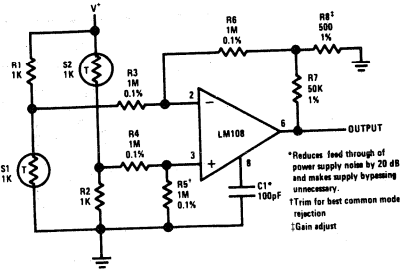 V+
R1
1K
S2
1K
T
R6
1M
0.1%
R8‡
500
1%
R3
1M
0.1%
R7
50K
1%
2
LM108
6
OUTPUT
S1
1K
T
R4
1M
0.1%
3
8
R2
1K
R5†
1M
0.1%
C1*
100pF
*Reduces feed through of
power supply noise by 20 dB
and makes supply bypassing
unnecessary.
†Trim for best common mode
rejection
‡Gain adjust